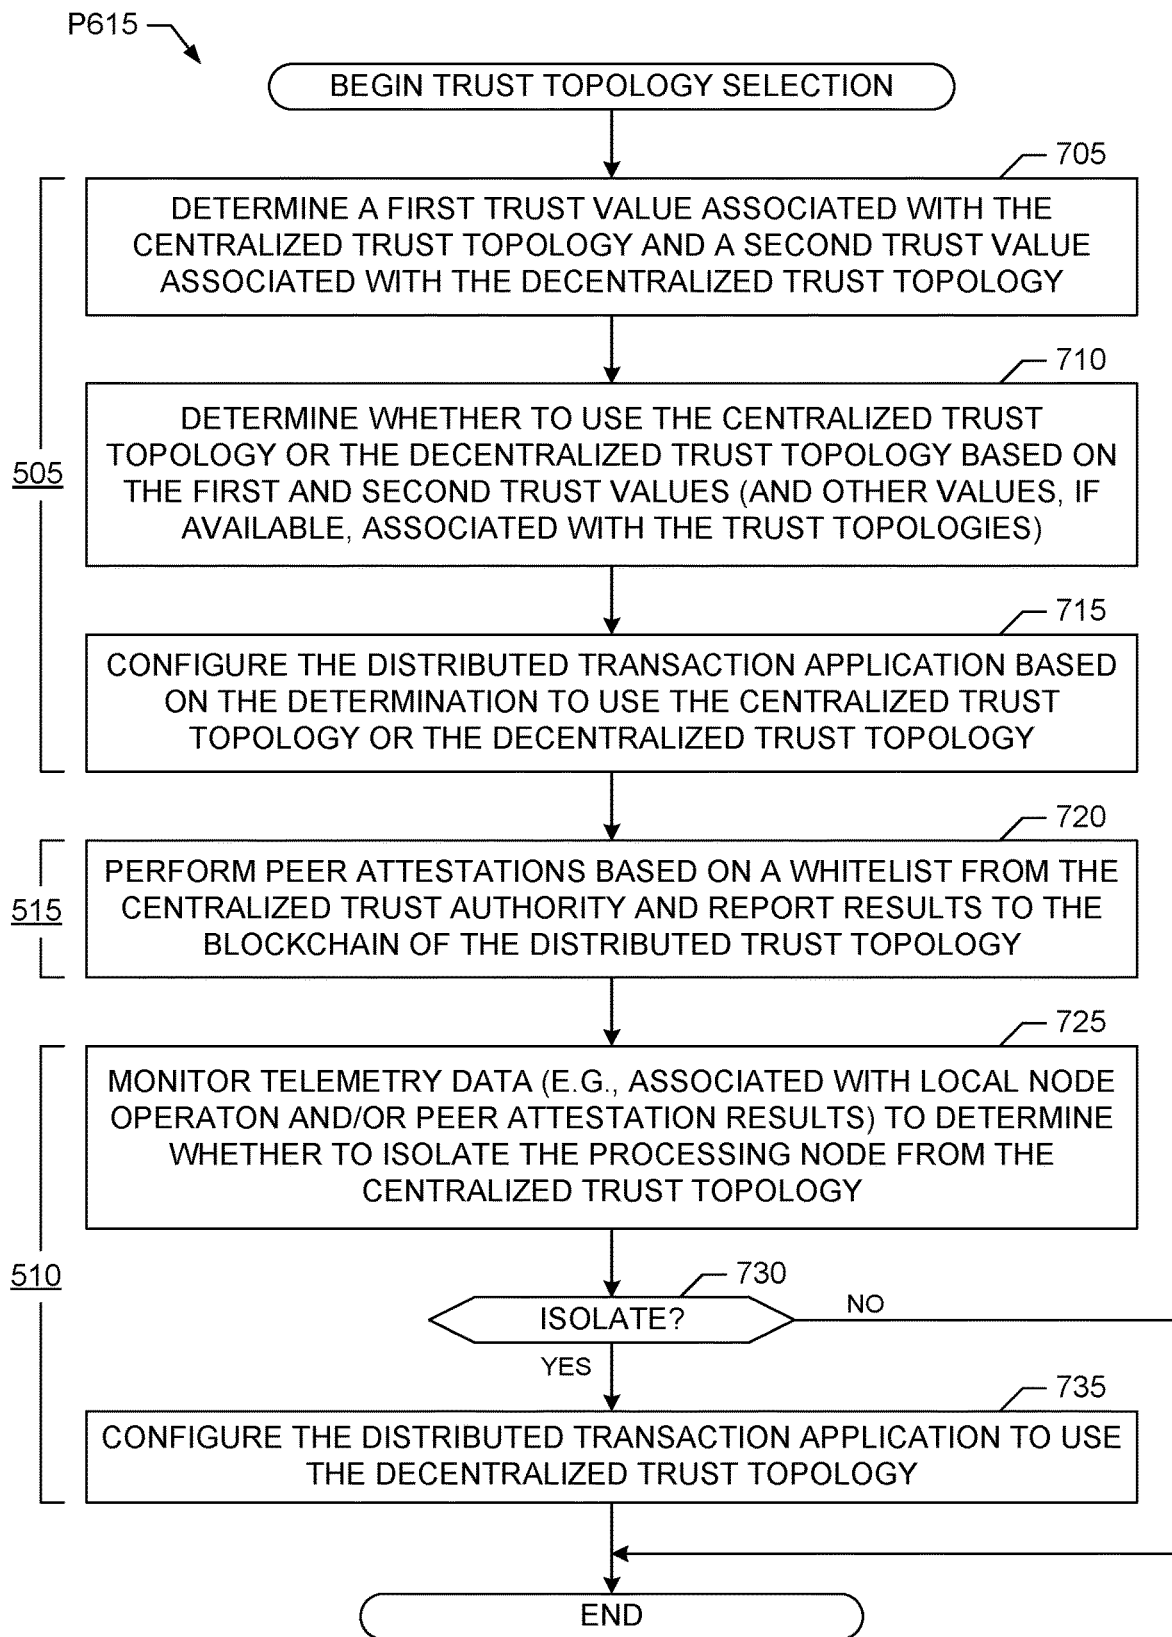 P615
BEGIN TRUST TOPOLOGY SELECTION
705
DETERMINE A FIRST TRUST VALUE ASSOCIATED WITH THE
CENTRALIZED TRUST TOPOLOGY AND A SECOND TRUST VALUE
ASSOCIATED WITH THE DECENTRALIZED TRUST TOPOLOGY
710
DETERMINE WHETHER TO USE THE CENTRALIZED TRUST
TOPOLOGY OR THE DECENTRALIZED TRUST TOPOLOGY BASED ON
THE FIRST AND SECOND TRUST VALUES (AND OTHER VALUES, IF
AVAILABLE, ASSOCIATED WITH THE TRUST TOPOLOGIES)
505
715
CONFIGURE THE DISTRIBUTED TRANSACTION APPLICATION BASED
ON THE DETERMINATION TO USE THE CENTRALIZED TRUST
TOPOLOGY OR THE DECENTRALIZED TRUST TOPOLOGY
720
PERFORM PEER ATTESTATIONS BASED ON A WHITELIST FROM THE
CENTRALIZED TRUST AUTHORITY AND REPORT RESULTS TO THE
BLOCKCHAIN OF THE DISTRIBUTED TRUST TOPOLOGY
515
725
MONITOR TELEMETRY DATA (E.G., ASSOCIATED WITH LOCAL NODE
OPERATON AND/OR PEER ATTESTATION RESULTS) TO DETERMINE
WHETHER TO ISOLATE THE PROCESSING NODE FROM THE
CENTRALIZED TRUST TOPOLOGY
510
730
ISOLATE?
NO
YES
735
CONFIGURE THE DISTRIBUTED TRANSACTION APPLICATION TO USE
THE DECENTRALIZED TRUST TOPOLOGY
END